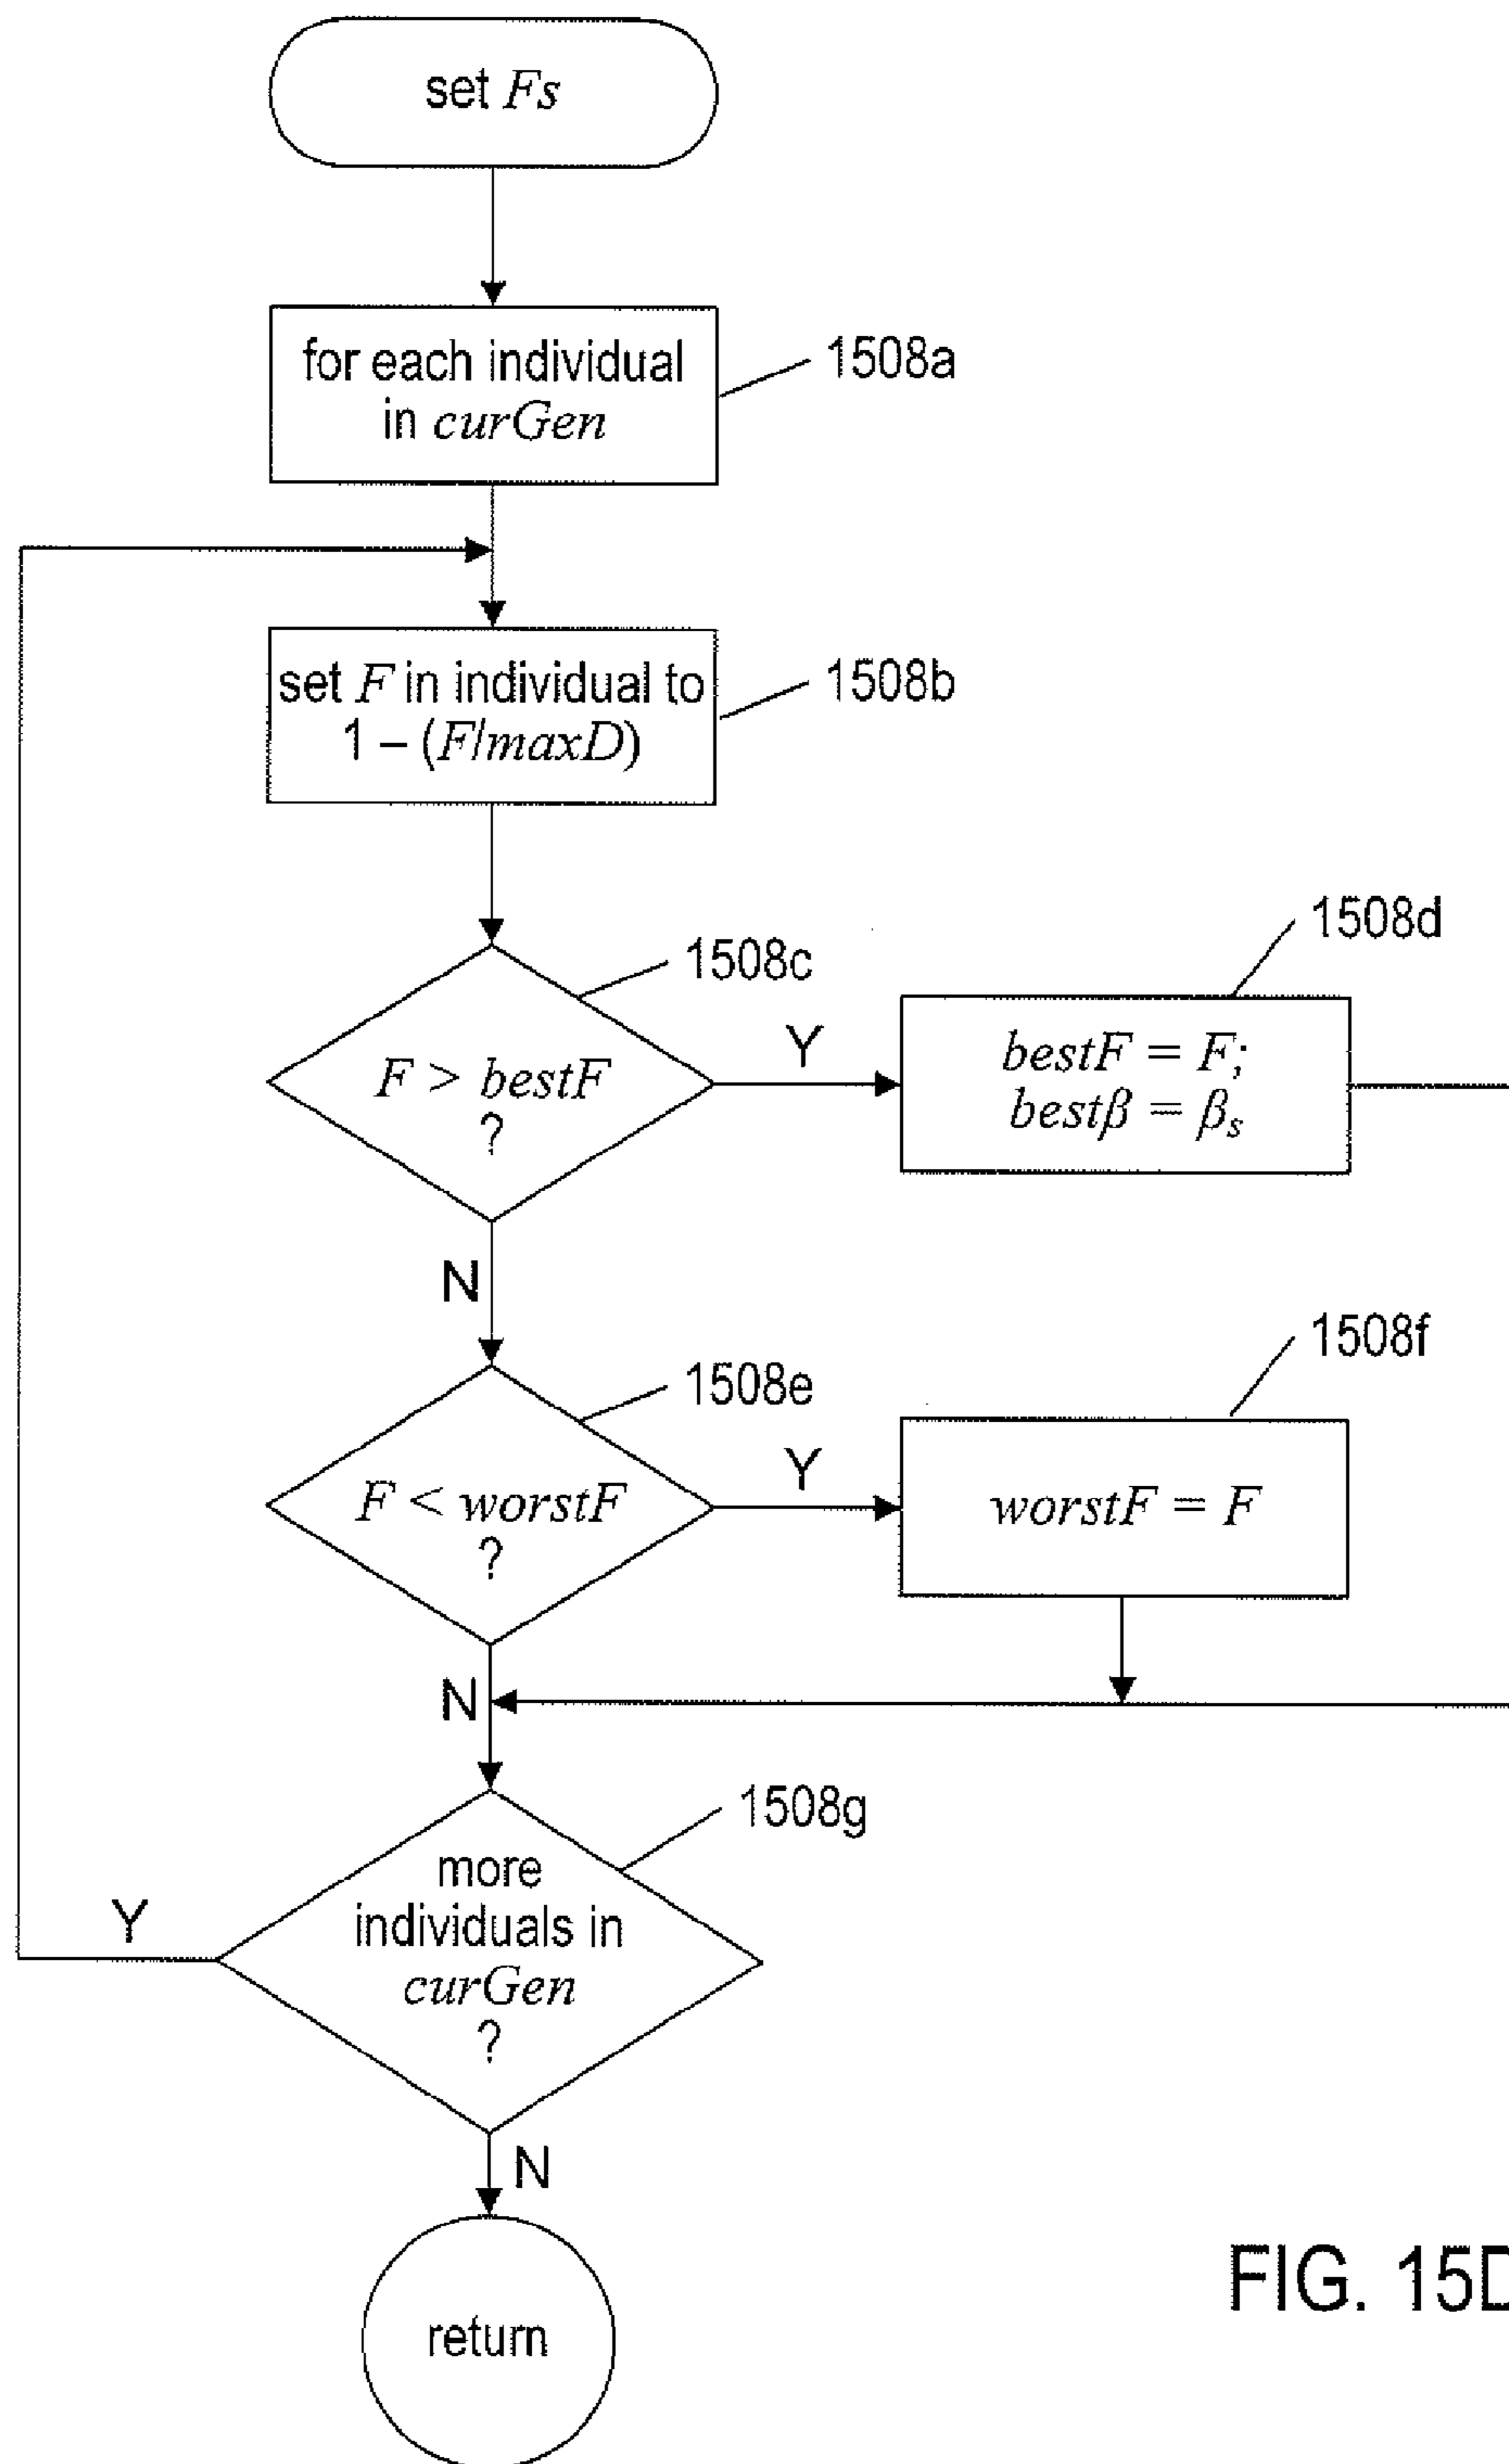 set Fs
for each individual
in curGen
1508a
set F in individual to
1 – (F/maxD)
1508b
1508c
F > bestF
?
Y
1508d
bestF = F;
bestβ = βs
N
1508e
F < worstF
?
Y
1508f
worstF = F
N
1508g
more
individuals in
curGen
?
Y
N
return
FIG. 15D